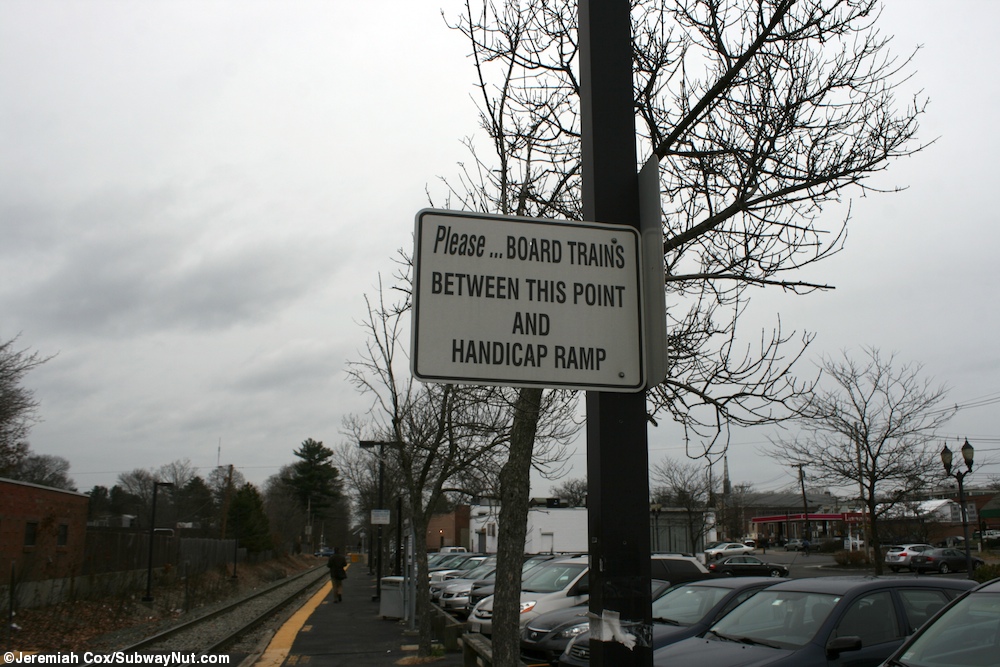 Please ... BOARD TRAINS
BETWEEN THIS POINT
AND
HANDICAP RAMP
©Jeremiah Cox/SubwayNut.com